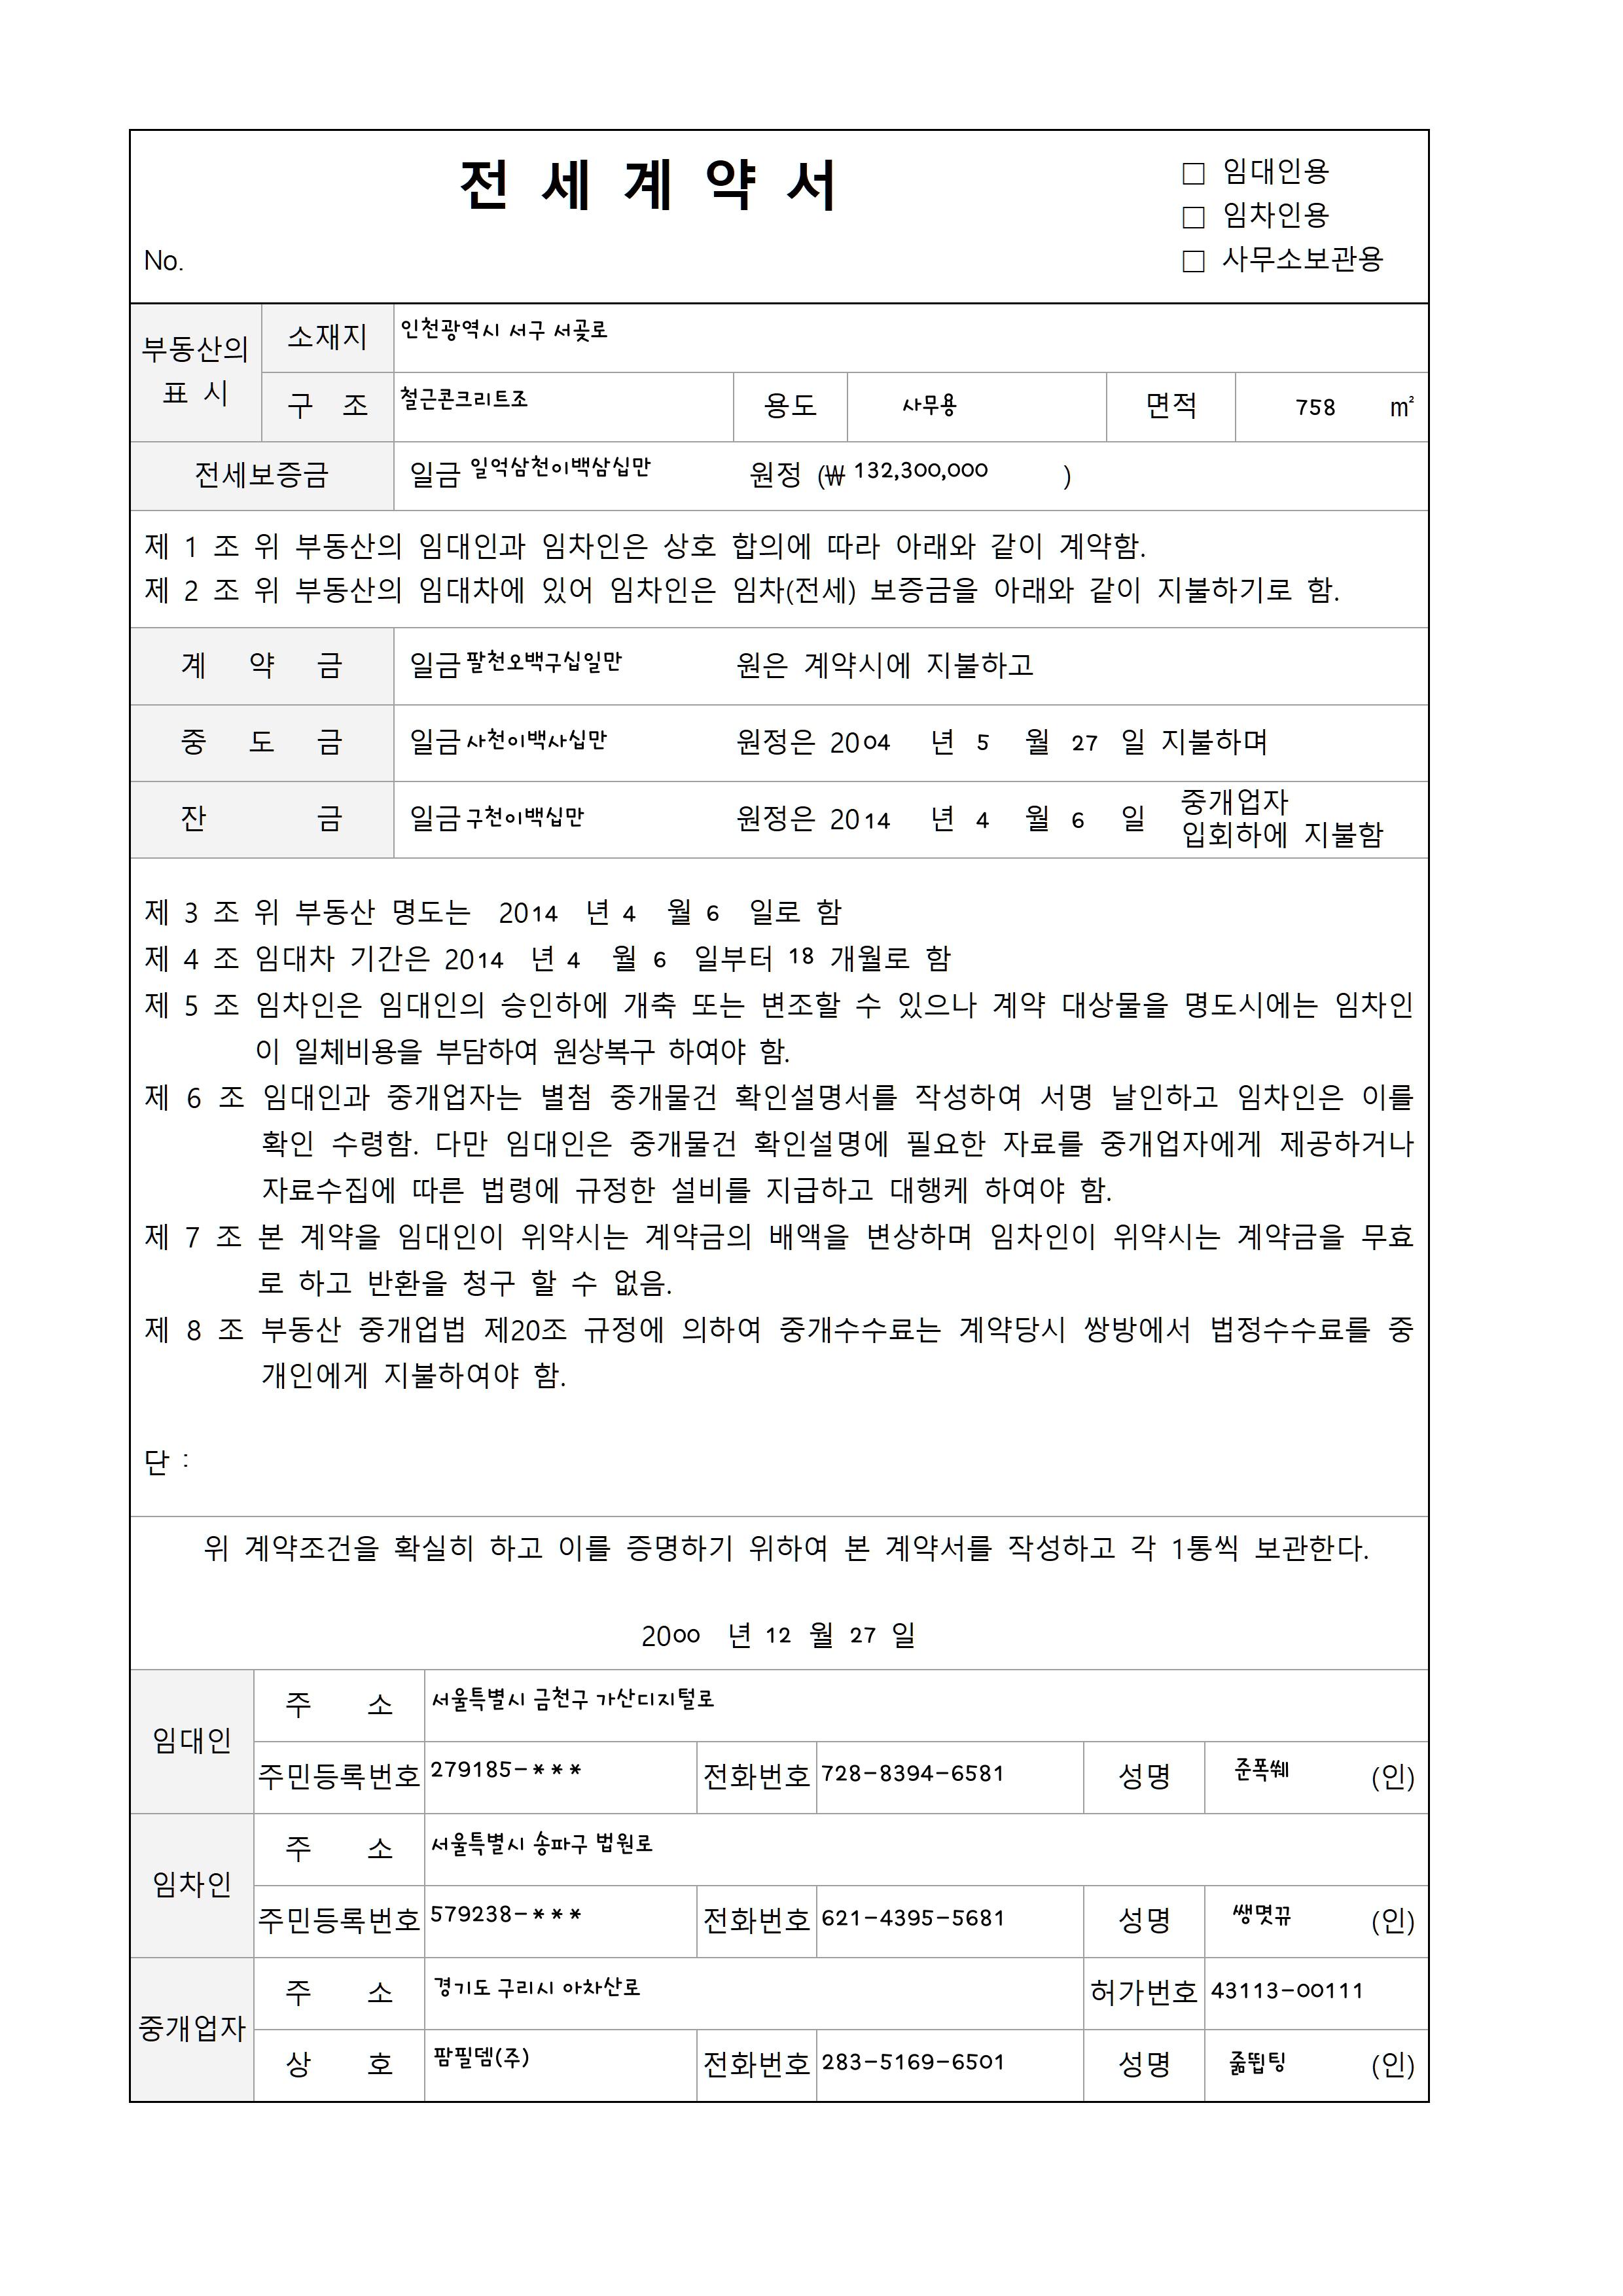 전 세 계 약 서
□ 임대인용
□ 임차인용
□ 사무소보관용
No.
부동산의 표 시
소재지 인천광역시 서구 서곶로
구 조 철근콘크리트조 용도 사무용 면적 758 ㎡
전세보증금 일금 일억삼천이백삼십만 원정 (₩ 132,300,000 )
제 1 조 위 부동산의 임대인과 임차인은 상호 합의에 따라 아래와 같이 계약함.
제 2 조 위 부동산의 임대차에 있어 임차인은 임차(전세) 보증금을 아래와 같이 지불하기로 함.
계 약 금 일금 팔천오백구십일만 원은 계약시에 지불하고
중 도 금 일금 사천이백사십만 원정은 2004 년 5 월 27 일 지불하며
잔 금 일금 구천이백십만 원정은 2014 년 4 월 6 일 중개업자 입회하에 지불함
제 3 조 위 부동산 명도는 2014 년 4 월 6 일로 함
제 4 조 임대차 기간은 2014 년 4 월 6 일부터 18 개월로 함
제 5 조 임차인은 임대인의 승인하에 개축 또는 변조할 수 있으나 계약 대상물을 명도시에는 임차인
이 일체비용을 부담하여 원상복구 하여야 함.
제 6 조 임대인과 중개업자는 별첨 중개물건 확인설명서를 작성하여 서명 날인하고 임차인은 이를
확인 수령함. 다만 임대인은 중개물건 확인설명에 필요한 자료를 중개업자에게 제공하거나
자료수집에 따른 법령에 규정한 설비를 지급하고 대행케 하여야 함.
제 7 조 본 계약을 임대인이 위약시는 계약금의 배액을 변상하며 임차인이 위약시는 계약금을 무효
로 하고 반환을 청구 할 수 없음.
제 8 조 부동산 중개업법 제20조 규정에 의하여 중개수수료는 계약당시 쌍방에서 법정수수료를 중
개인에게 지불하여야 함.
단 :
위 계약조건을 확실히 하고 이를 증명하기 위하여 본 계약서를 작성하고 각 1통씩 보관한다.
2000 년 12 월 27 일
임대인
주 소 서울특별시 금천구 가산디지털로
주민등록번호 279185-*** 전화번호 728-8394-6581 성명 준폭쒜 (인)
임차인
주 소 서울특별시 송파구 법원로
주민등록번호 579238-*** 전화번호 621-4395-5681 성명 (인)
중개업자
주 소 경기도 구리시 아차산로 허가번호 43113-00111
상 호 팜필뎸(주) 전화번호 283-5169-6501 성명 (인)